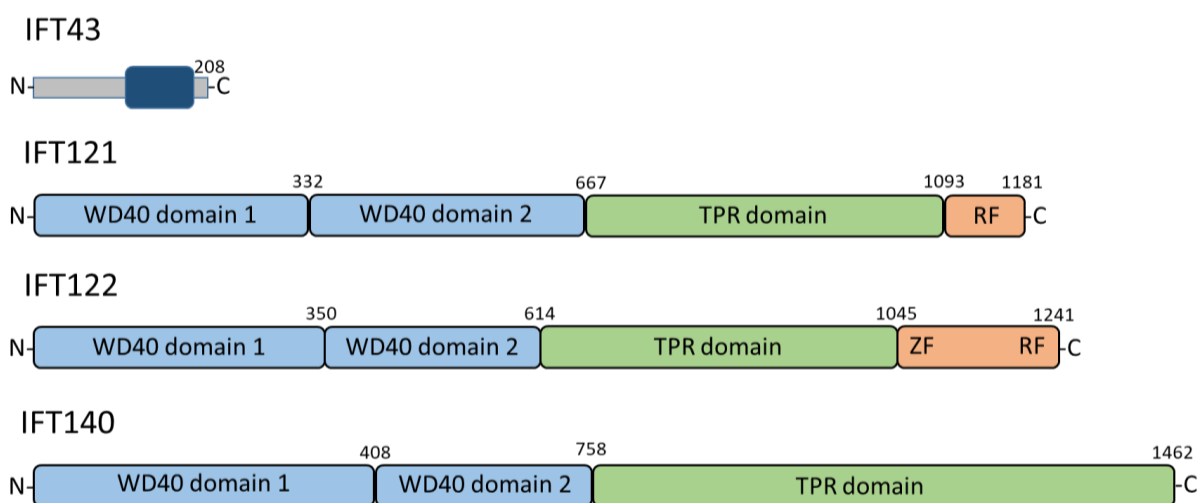 IFT43
208
N- -C
IFT121
332 667 1093 1181
N- WD40 domain 1 WD40 domain 2 TPR domain RF -C
IFT122
350 614 1045 1241
N- WD40 domain 1 WD40 domain 2 TPR domain ZF RF -C
IFT140
408 758 1462
N- WD40 domain 1 WD40 domain 2 TPR domain -C